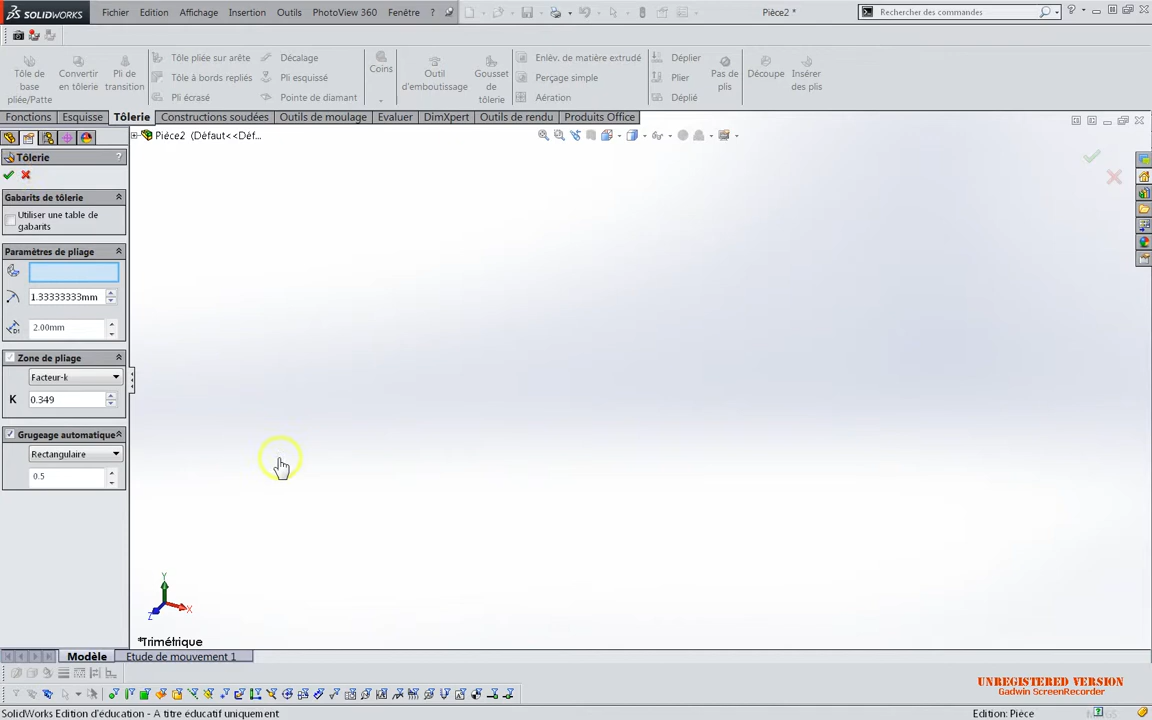 SOLIDWORKS Fichier Edition Affichage Insertion Outils PhotoView 360 Fenêtre ? Pièce2 * Rechercher des commandes
Tôle de base pliée/Patte
Convertir en tôlerie
Pli de transition
Tôle pliée sur arête
Tôle à bords repliés
Pli écrasé
Décalage
Pli esquissé
Pointe de diamant
Coins
Outil d'emboutissage
Gousset de tôlerie
Enlèv. de matière extrudé
Perçage simple
Aération
Déplier
Plier
Déplié
Pas de plis
Découpe
Insérer des plis
Fonctions Esquisse Tôlerie Constructions soudées Outils de moulage Evaluer DimXpert Outils de rendu Produits Office
Pièce2 (Défaut<<Déf...
Tôlerie ?
Gabarits de tôlerie
Utiliser une table de
gabarits
Paramètres de pliage
1.33333333mm
2.00mm
Zone de pliage
Facteur-k
K 0.349
Grugeage automatique
Rectangulaire
0.5
Y
X
Z
*Trimétrique
Modèle Etude de mouvement 1
UNREGISTERED VERSION
Gadwin ScreenRecorder
SolidWorks Edition d'éducation - A titre éducatif uniquement Edition: Pièce